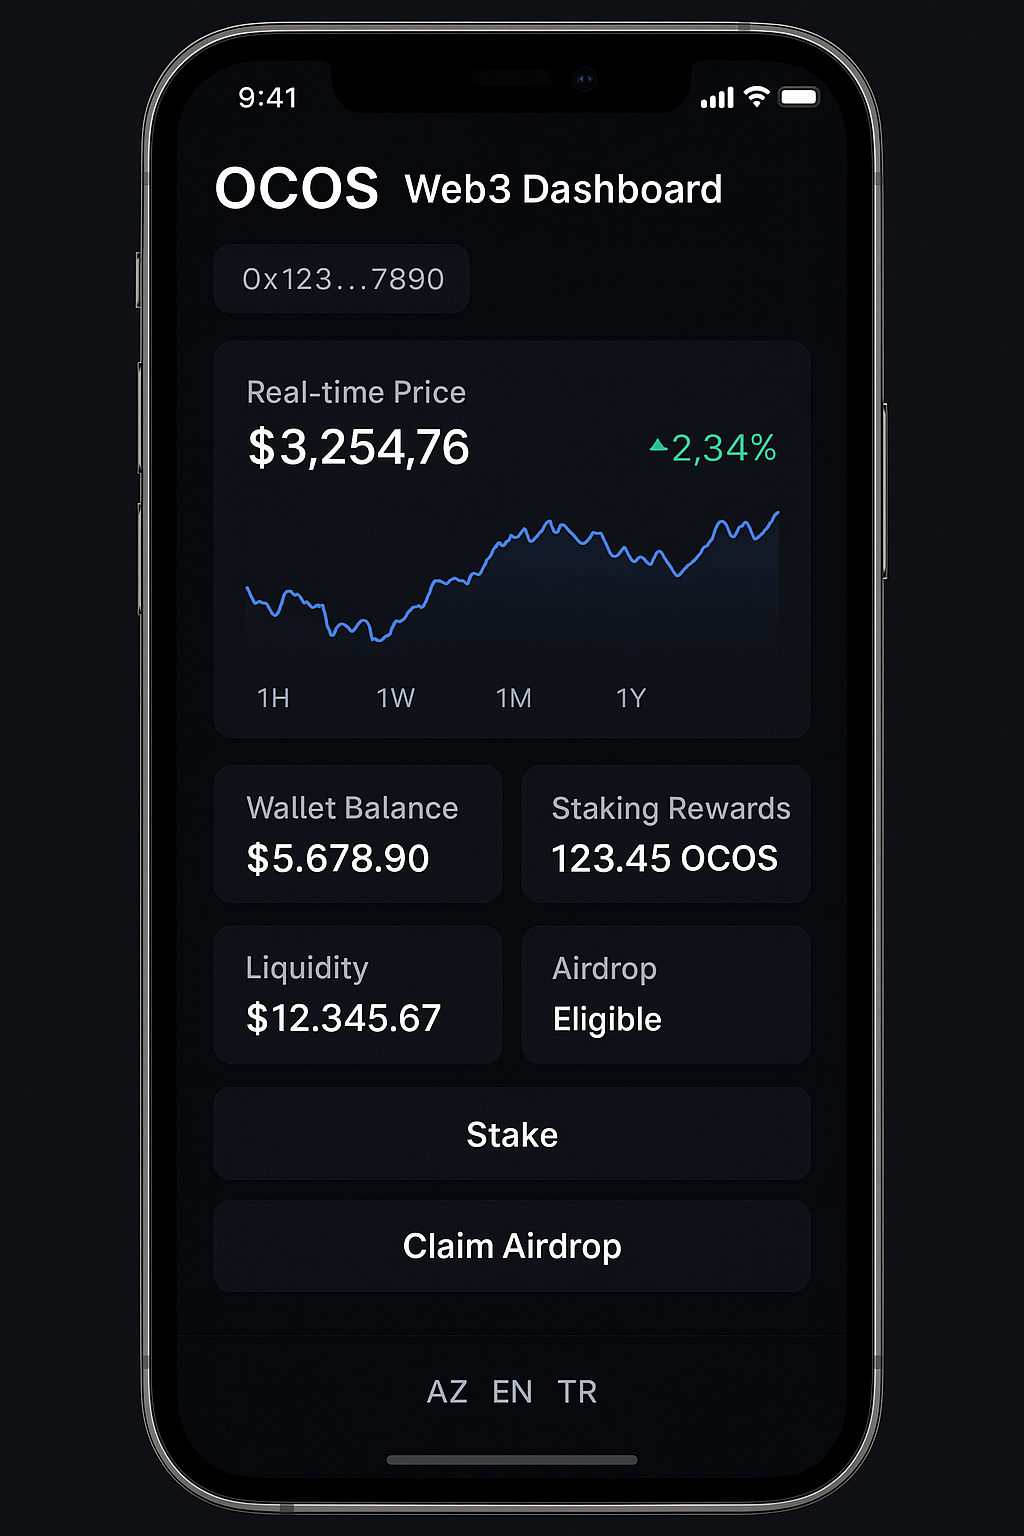 9:41
OCOS Web3 Dashboard
0x123...7890
Real-time Price
$3,254,76 ▲2,34%
1H 1W 1M 1Y
Wallet Balance
$5.678.90
Staking Rewards
123.45 OCOS
Liquidity
$12.345.67
Airdrop
Eligible
Stake
Claim Airdrop
AZ EN TR